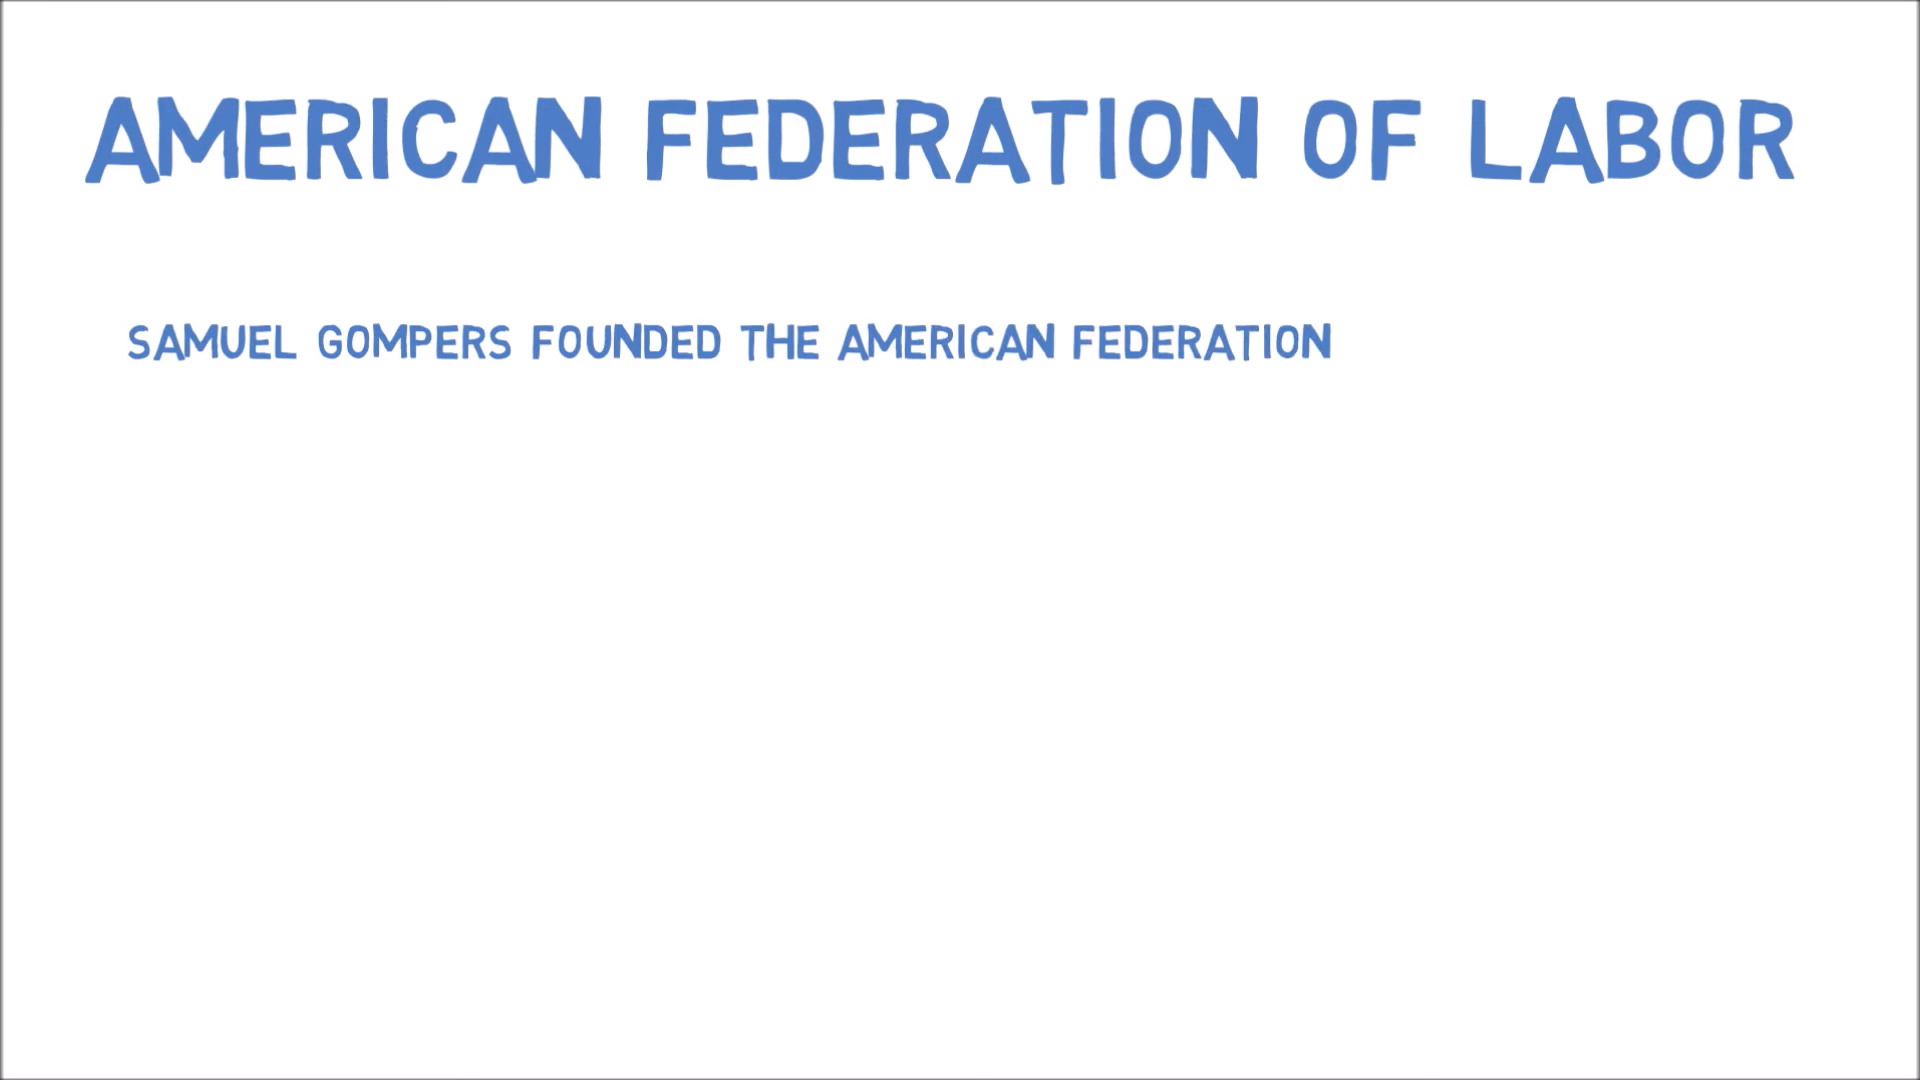 AMERICAN FEDERATION OF LABOR
SAMUEL GOMPERS FOUNDED THE AMERICAN FEDERATION